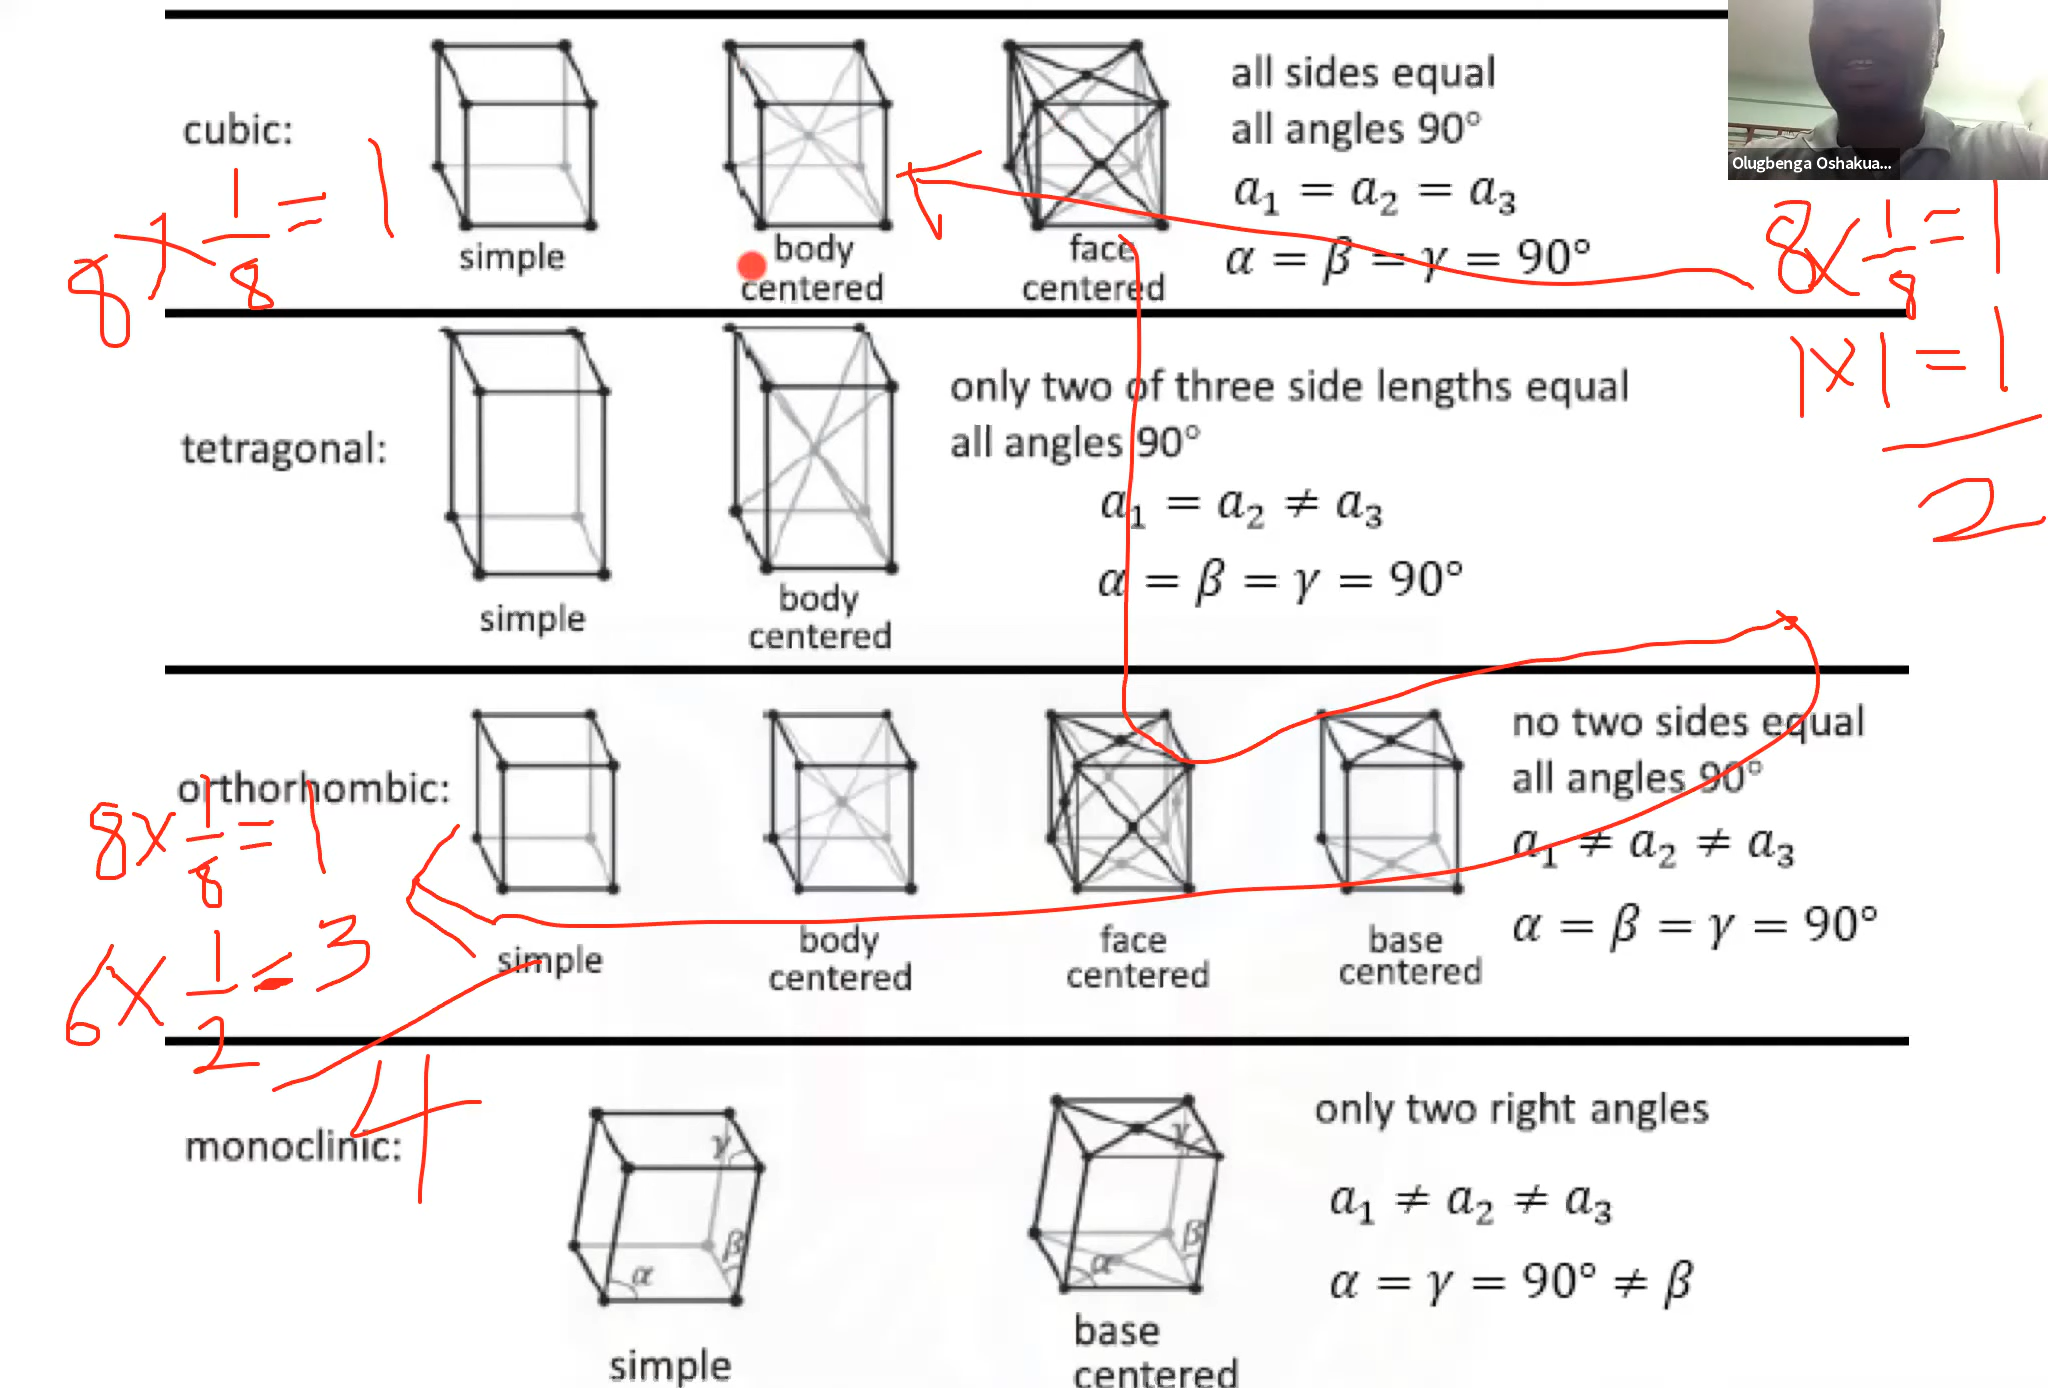 cubic:
simple
body
centered
face
centered
all sides equal
all angles 90°
a₁ = a₂ = a₃
α = β = γ = 90°
Olugbenga Oshakua...
8 × 1/8 = 1
8 × 1/8 = 1
1 × 1 = 1
2
tetragonal:
simple
body
centered
only two of three side lengths equal
all angles 90°
a₁ = a₂ ≠ a₃
α = β = γ = 90°
orthorhombic:
simple
body
centered
face
centered
base
centered
no two sides equal
all angles 90°
a₁ ≠ a₂ ≠ a₃
α = β = γ = 90°
8 × 1/8 = 1
6 × 1/2 = 3
4
monoclinic:
γ
β
α
simple
γ
β
α
base
centered
only two right angles
a₁ ≠ a₂ ≠ a₃
α = γ = 90° ≠ β